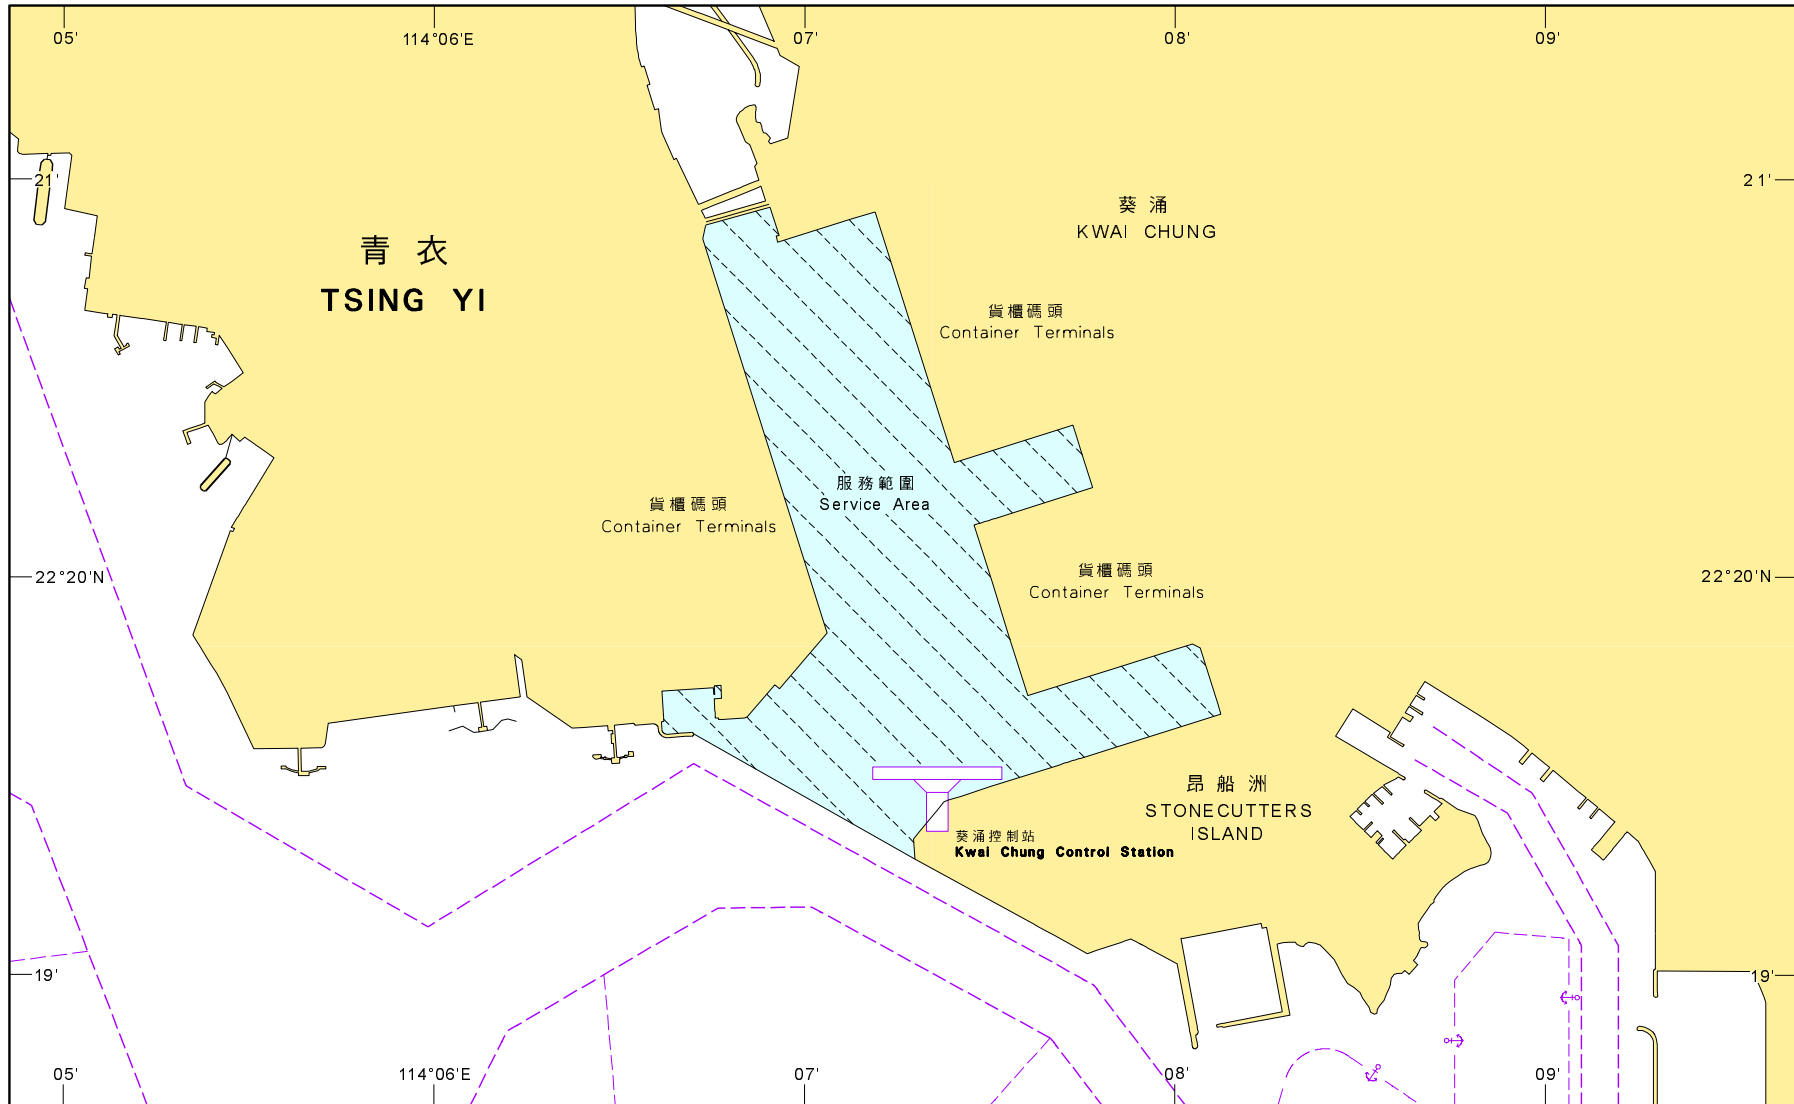 05'
114°06'E
07'
08'
09'
21'
21'
葵涌
KWAI CHUNG
青衣
TSING YI
貨櫃碼頭
Container Terminals
服務範圍
Service Area
貨櫃碼頭
Container Terminals
貨櫃碼頭
Container Terminals
22°20'N
22°20'N
昂船洲
STONECUTTERS
ISLAND
葵涌控制站
Kwai Chung Control Station
19'
19'
05'
114°06'E
07'
08'
09'